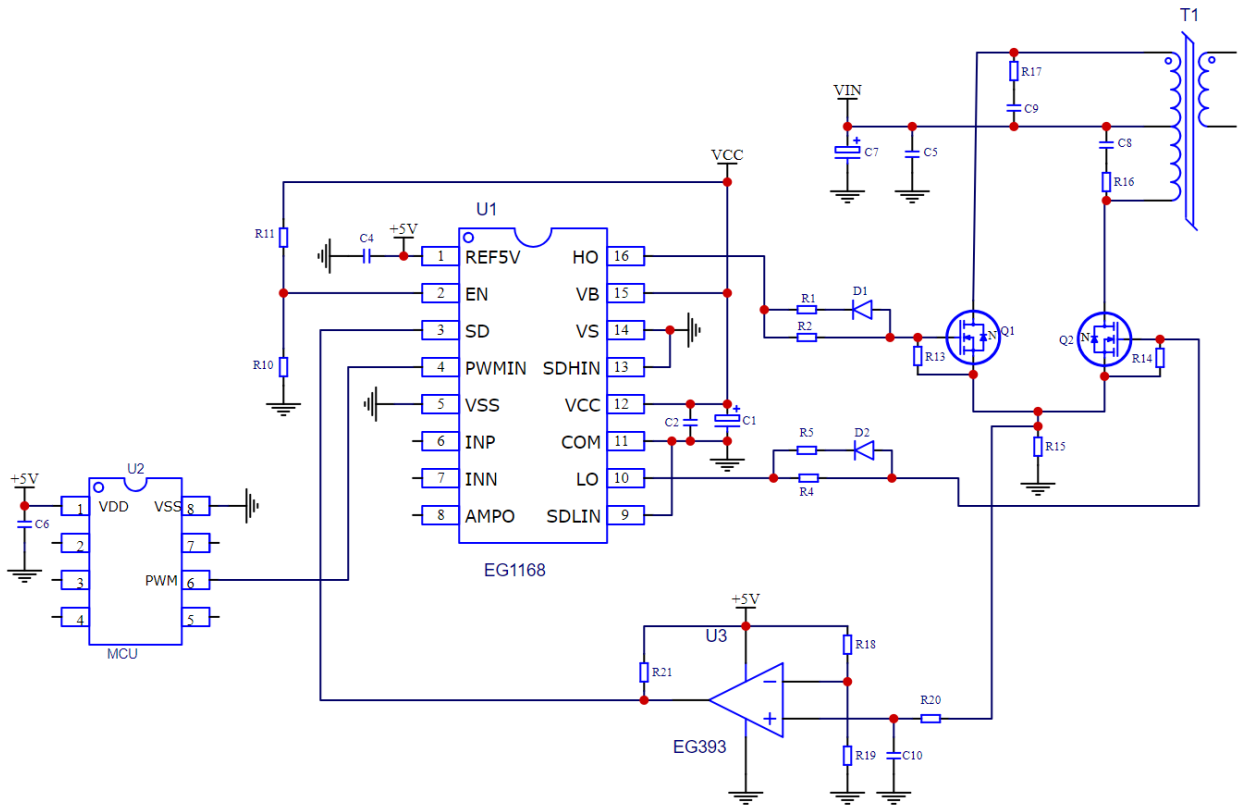 T1
R17
VIN
C9
C7
C5
C8
VCC
R16
U1
R11
C4
+5V
1 REF5V HO 16
2 EN VB 15
3 SD VS 14
4 PWMIN SDHIN 13
5 VSS VCC 12
6 INP COM 11
7 INN LO 10
8 AMPO SDLIN 9
EG1168
R10
R1
D1
R2
Q1
N
R13
Q2
N
R14
C2
+
C1
R5
D2
R4
R15
U2
+5V
C6
1 VDD VSS 8
2 7
3 PWM 6
4 5
MCU
+5V
U3
R18
R21
R20
EG393
R19
C10